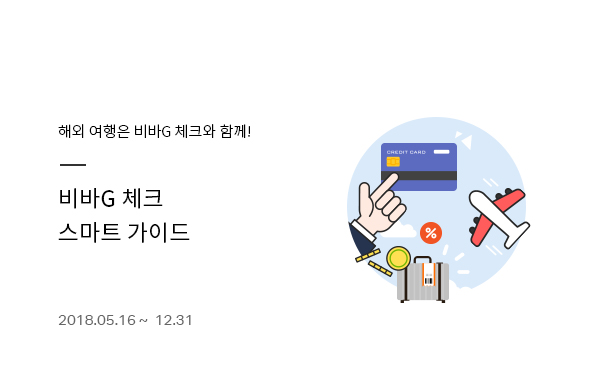 해외 여행은 비바G 체크와 함께!
비바G 체크
스마트 가이드
2018.05.16 ~ 12.31
CREDIT CARD
%